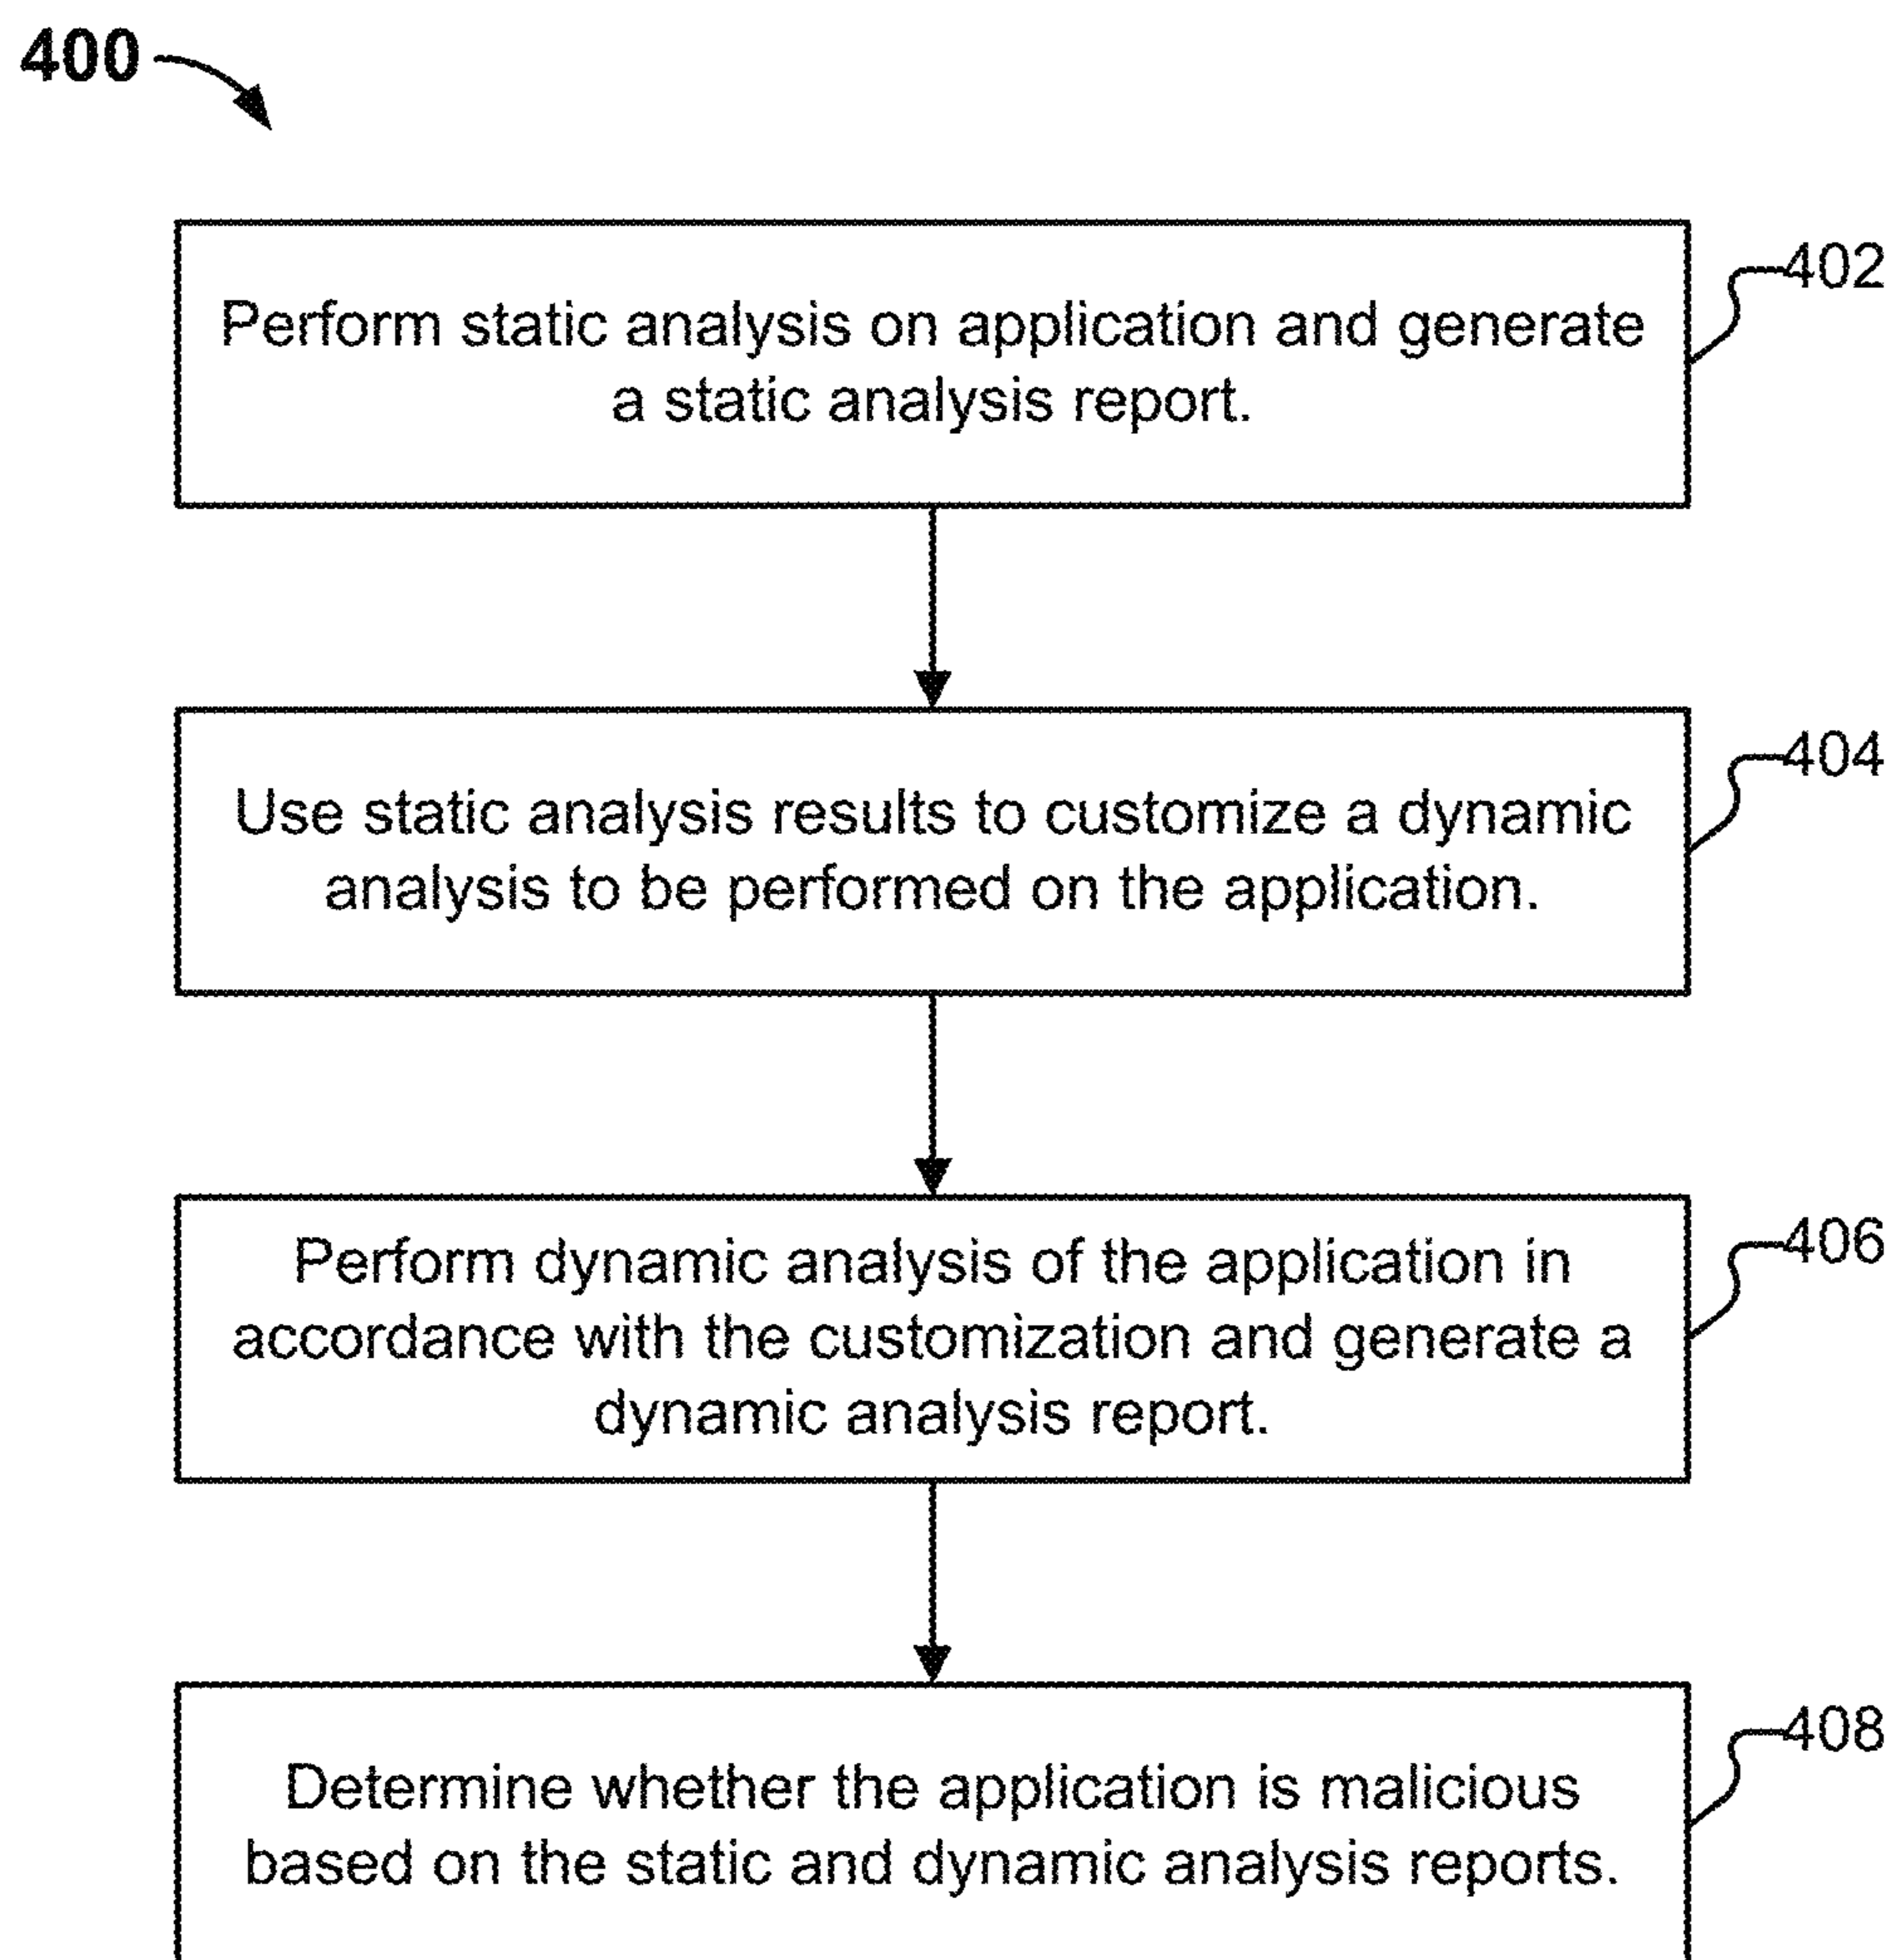 400
402
Perform static analysis on application and generate
a static analysis report.
404
Use static analysis results to customize a dynamic
analysis to be performed on the application.
406
Perform dynamic analysis of the application in
accordance with the customization and generate a
dynamic analysis report.
408
Determine whether the application is malicious
based on the static and dynamic analysis reports.